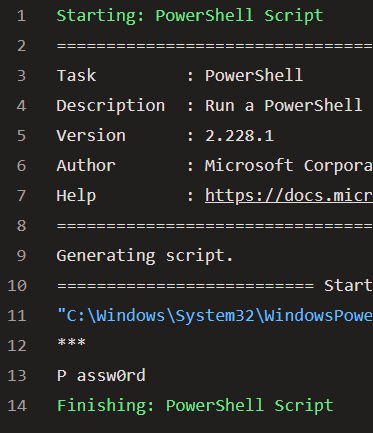 1 Starting: PowerShell Script
2 ================================
3 Task : PowerShell
4 Description : Run a PowerShell
5 Version : 2.228.1
6 Author : Microsoft Corpora
7 Help : https://docs.micr
8 ================================
9 Generating script.
10 ========================== Start
11 "C:\Windows\System32\WindowsPowe
12 ***
13 P assw0rd
14 Finishing: PowerShell Script